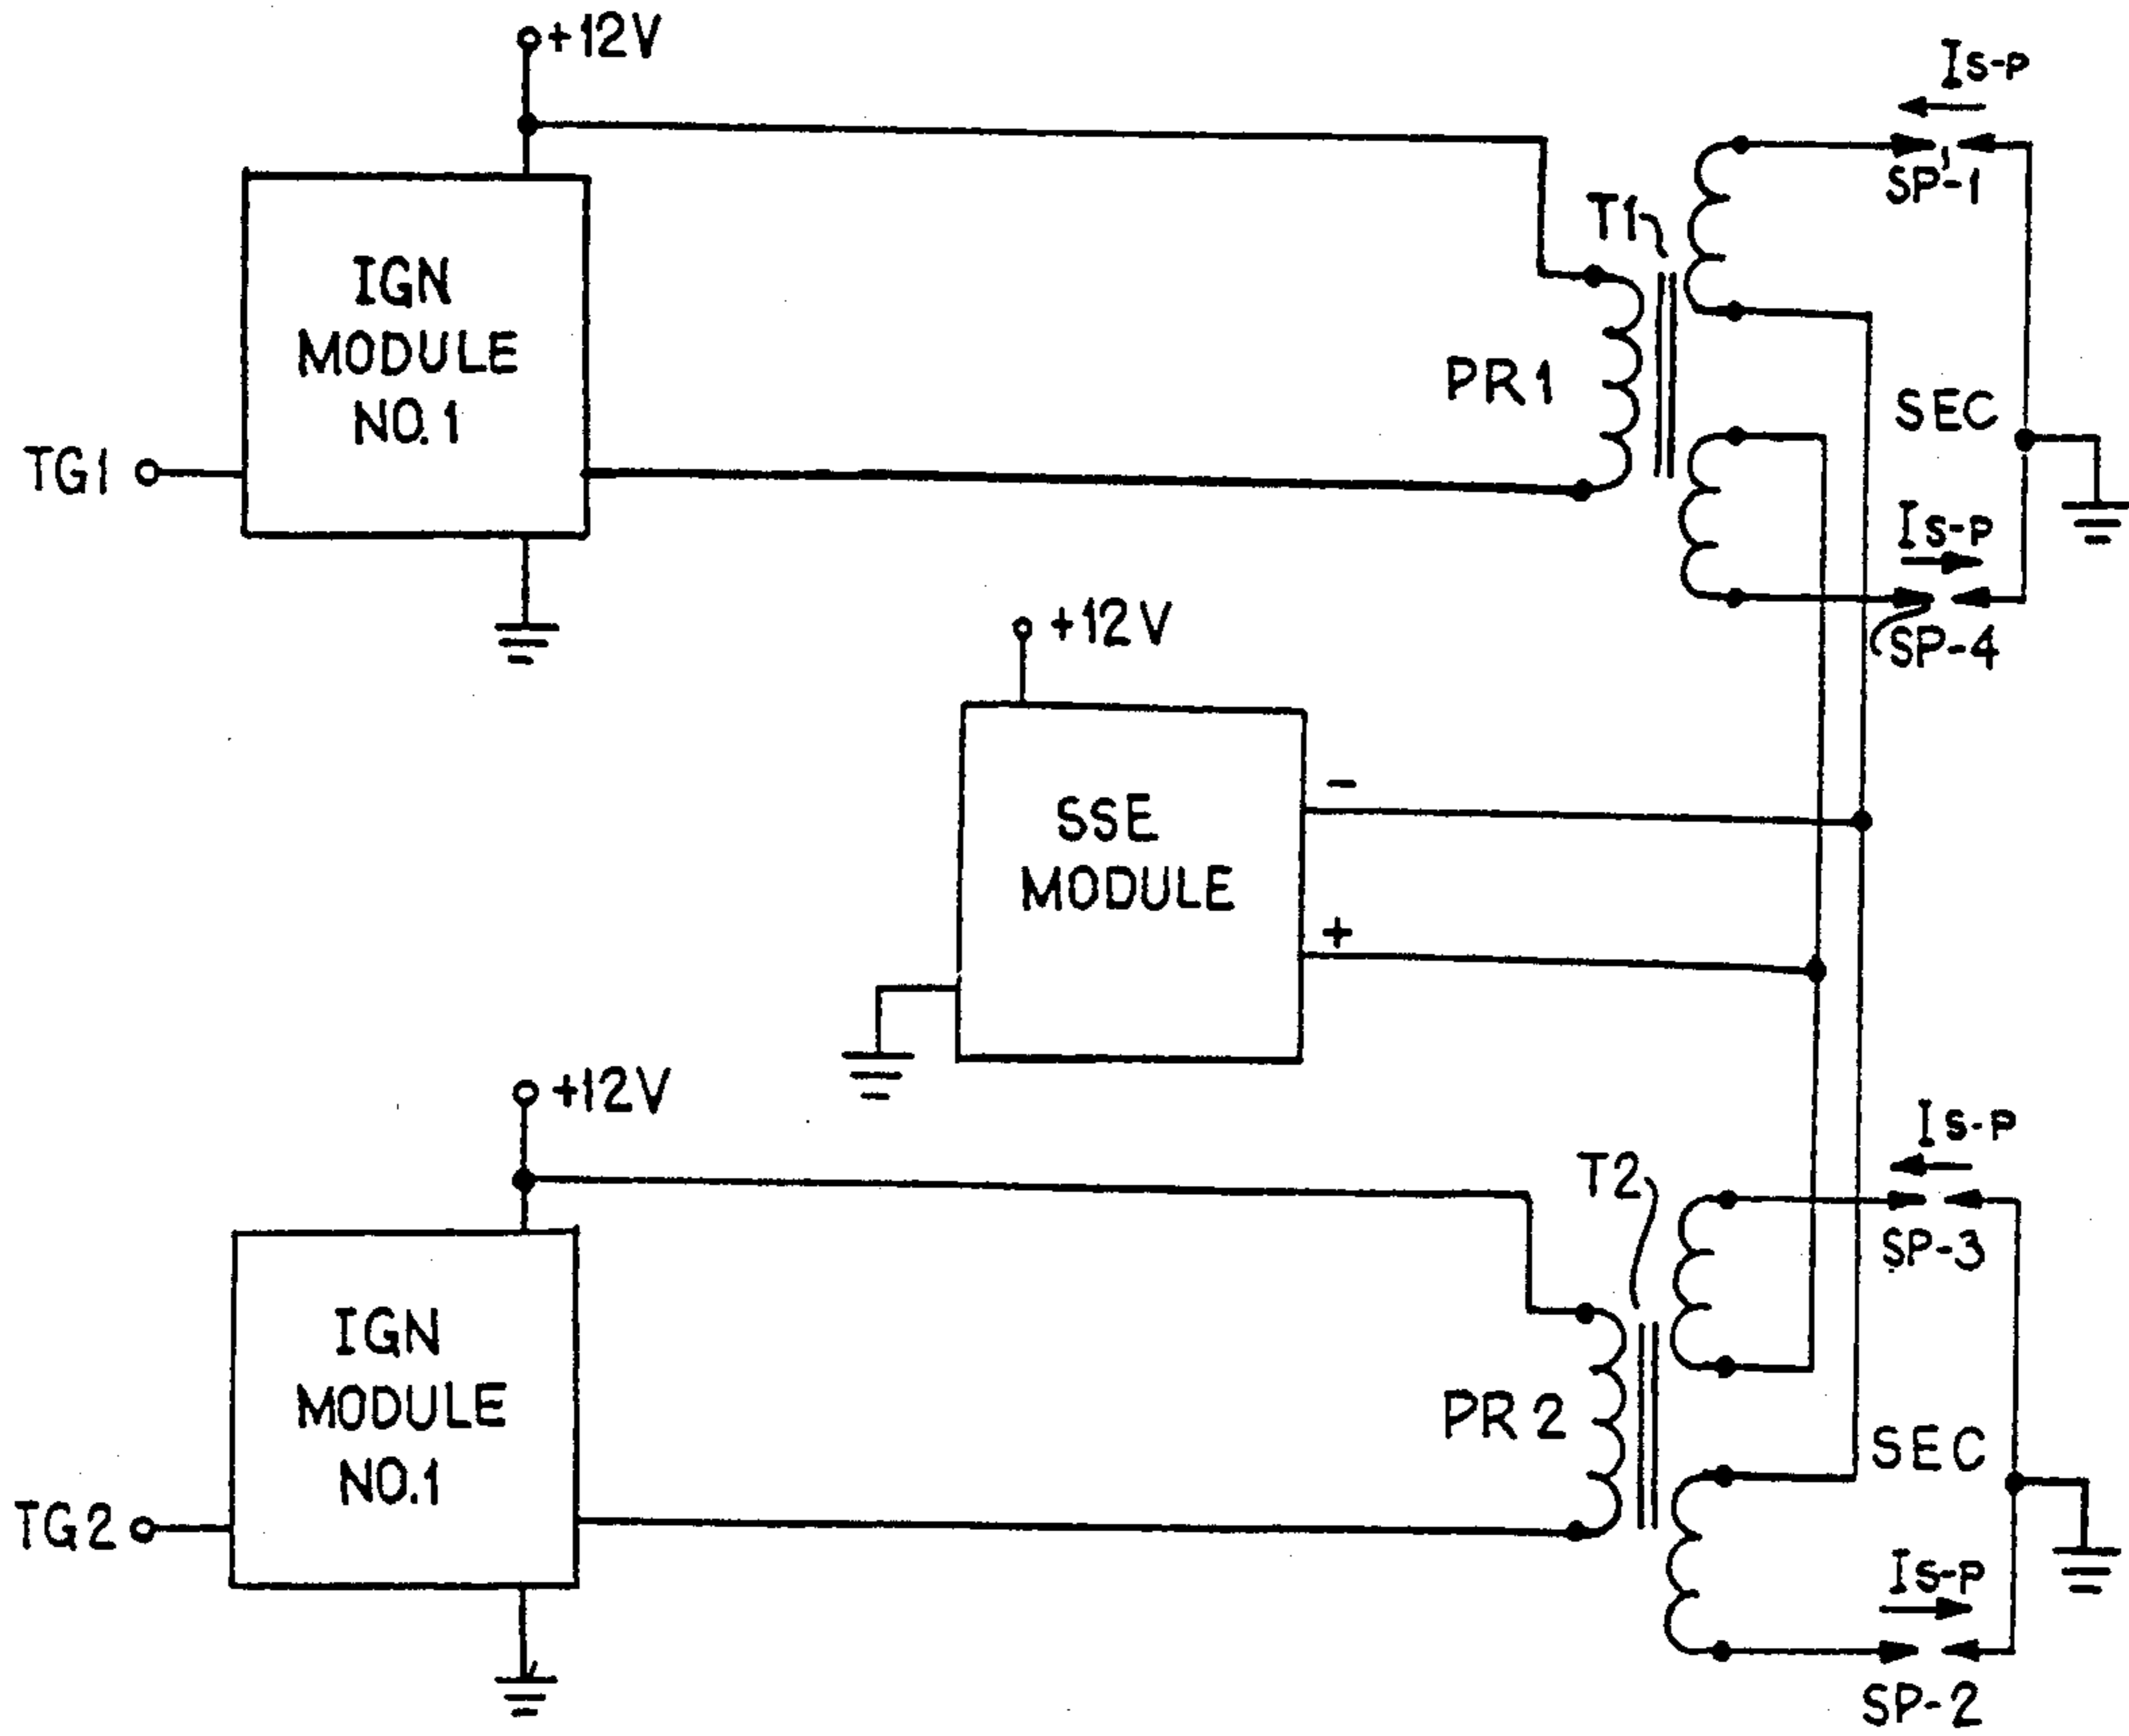 +12V
Is-p
SP-1
T1
IGN
MODULE
NO.1
PR1
SEC
TG1
Is-p
SP-4
+12V
-
SSE
MODULE
+
+12V
Is-p
T2
SP-3
IGN
MODULE
NO.1
PR2
SEC
TG2
Is-p
SP-2